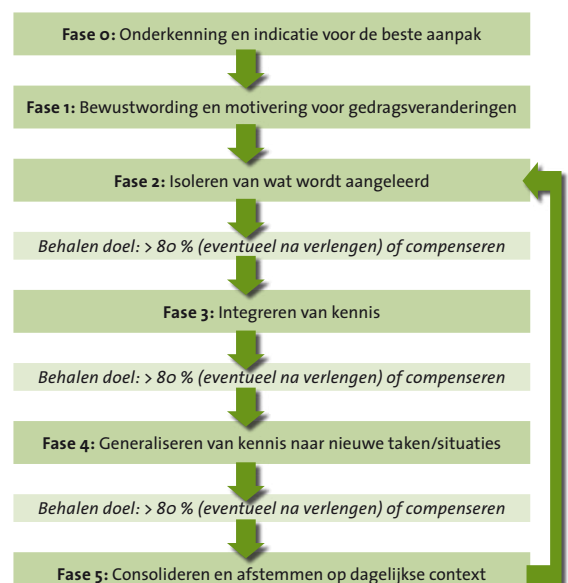 Fase 0: Onderkenning en indicatie voor de beste aanpak
Fase 1: Bewustwording en motivering voor gedragsveranderingen
Fase 2: Isoleren van wat wordt aangeleerd
Behalen doel: > 80 % (eventueel na verlengen) of compenseren
Fase 3: Integreren van kennis
Behalen doel: > 80 % (eventueel na verlengen) of compenseren
Fase 4: Generaliseren van kennis naar nieuwe taken/situaties
Behalen doel: > 80 % (eventueel na verlengen) of compenseren
Fase 5: Consolideren en afstemmen op dagelijkse context